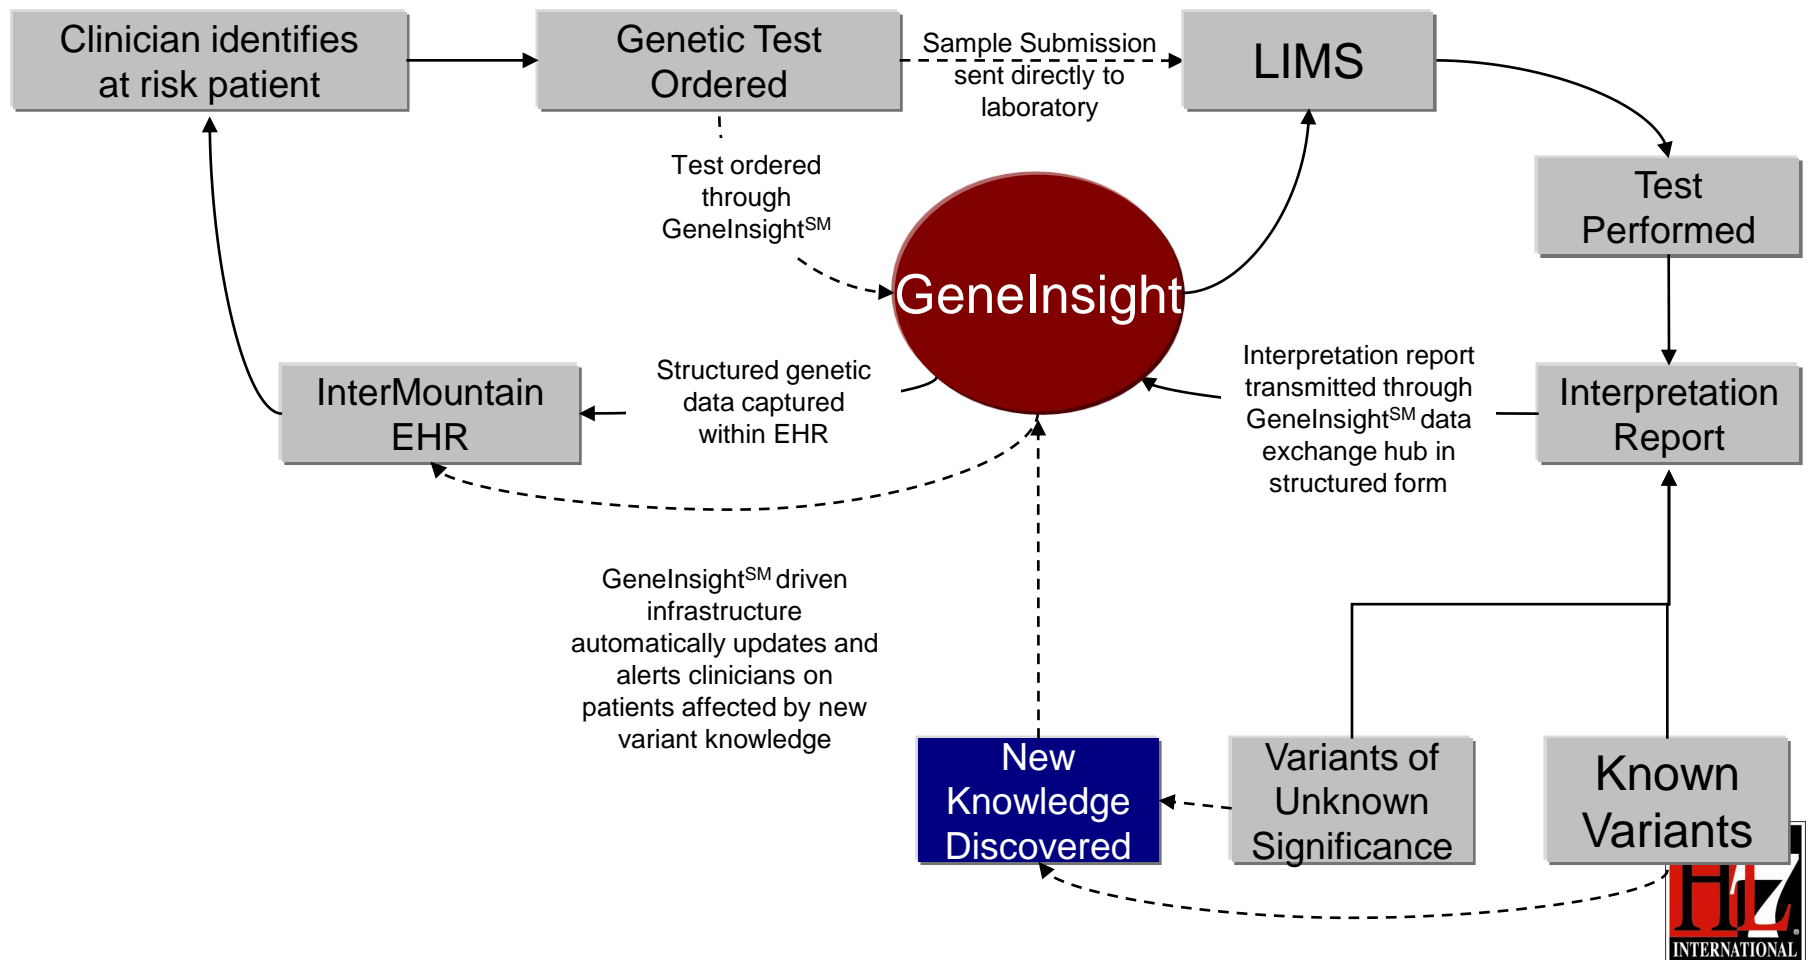 Clinician identifies
at risk patient
Genetic Test
Ordered
Sample Submission
sent directly to
laboratory
LIMS
Test ordered
through
GeneInsightSM
Test
Performed
GeneInsight
InterMountain
EHR
Structured genetic
data captured
within EHR
Interpretation report
transmitted through
GeneInsightSM data
exchange hub in
structured form
Interpretation
Report
GeneInsightSM driven
infrastructure
automatically updates and
alerts clinicians on
patients affected by new
variant knowledge
New
Knowledge
Discovered
Variants of
Unknown
Significance
Known
Variants
HL7
®
INTERNATIONAL